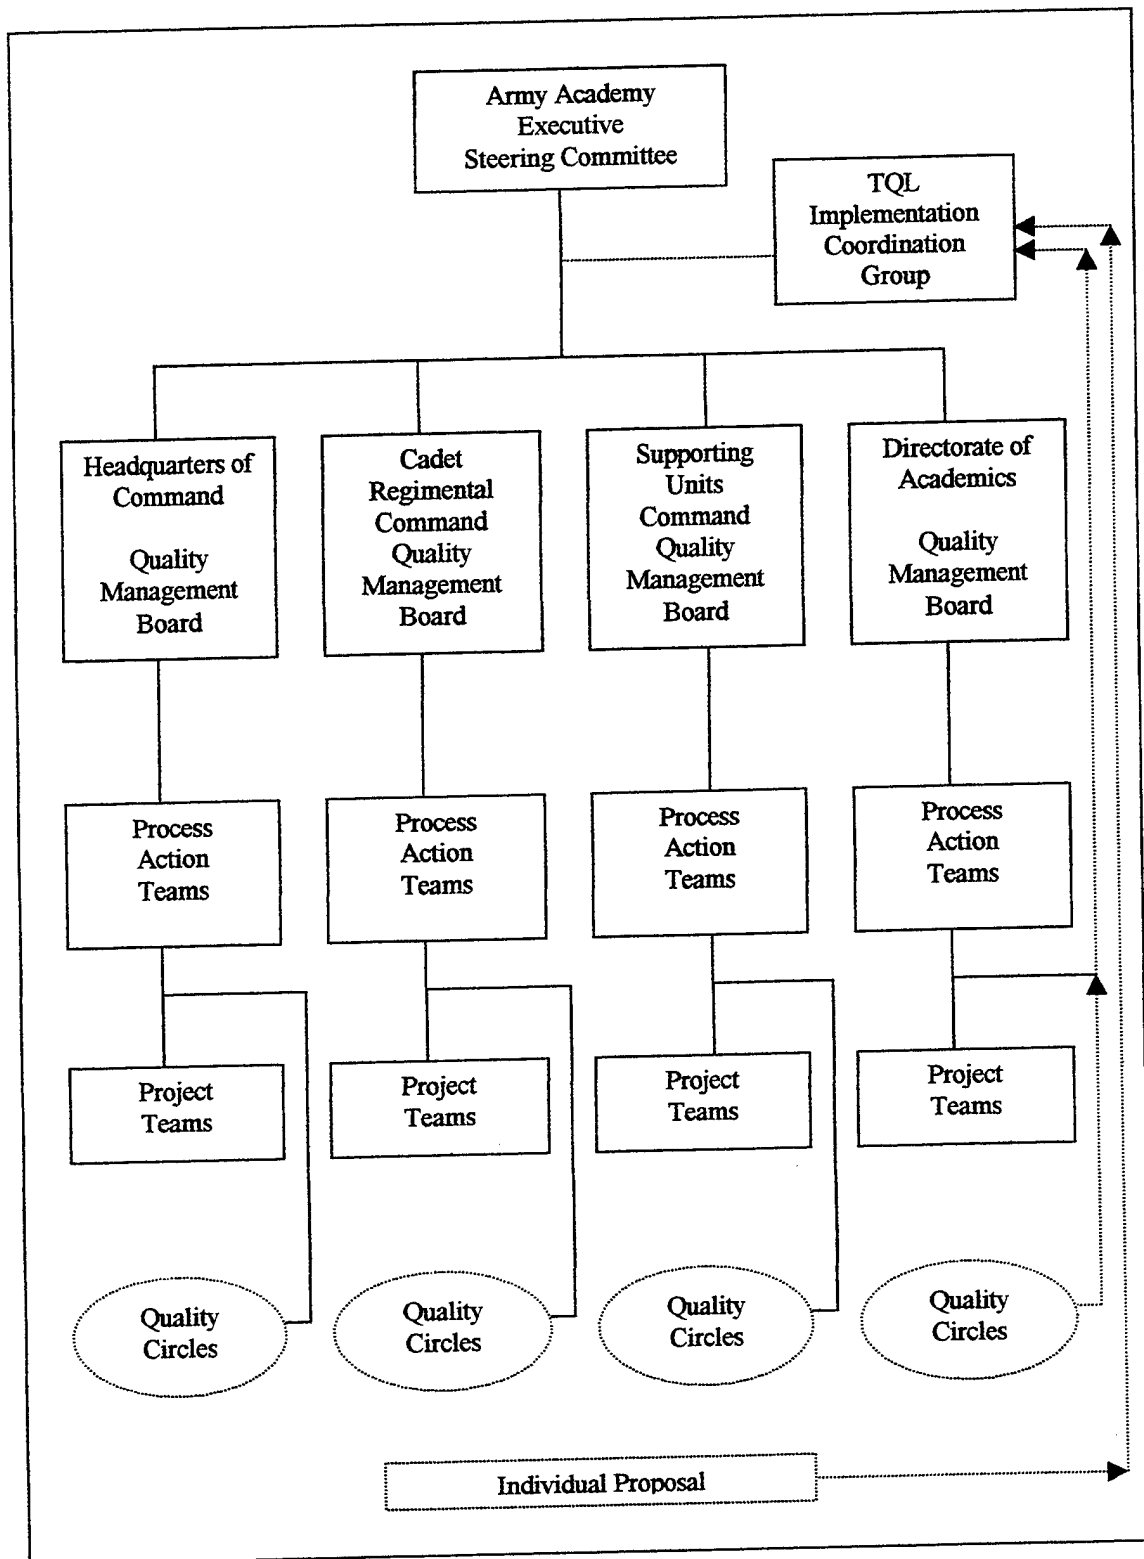 Army Academy
Executive
Steering Committee
TQL
Implementation
Coordination
Group
Headquarters of
Command
Quality
Management
Board
Cadet
Regimental
Command
Quality
Management
Board
Supporting
Units
Command
Quality
Management
Board
Directorate of
Academics
Quality
Management
Board
Process
Action
Teams
Process
Action
Teams
Process
Action
Teams
Process
Action
Teams
Project
Teams
Project
Teams
Project
Teams
Project
Teams
Quality
Circles
Quality
Circles
Quality
Circles
Quality
Circles
Individual Proposal